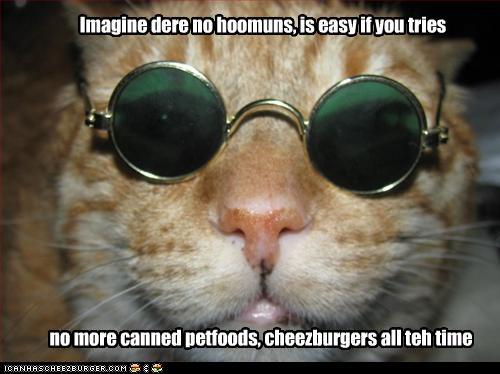 Imagine dere no hoomuns, is easy if you tries
no more canned petfoods, cheezburgers all teh time
ICANHASCHEEZBURGER.COM